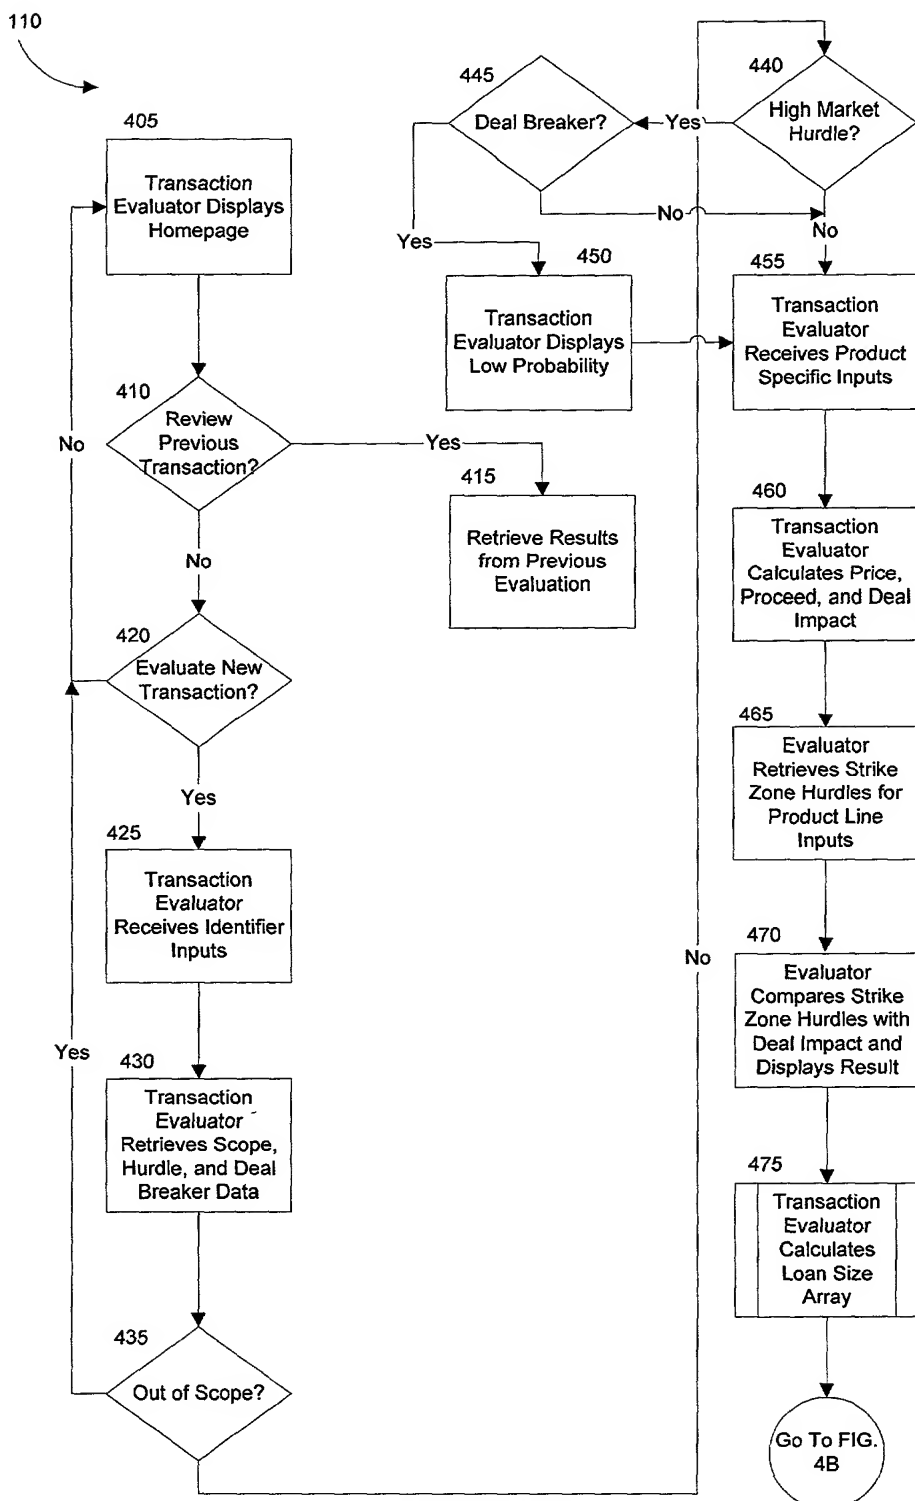 110
405
Transaction
Evaluator Displays
Homepage
410
Review
Previous
Transaction?
Yes
415
Retrieve Results
from Previous
Evaluation
No
420
Evaluate New
Transaction?
No
Yes
425
Transaction
Evaluator
Receives Identifier
Inputs
430
Transaction
Evaluator
Retrieves Scope,
Hurdle, and Deal
Breaker Data
435
Out of Scope?
Yes
No
440
High Market
Hurdle?
Yes
No
445
Deal Breaker?
No
Yes
450
Transaction
Evaluator Displays
Low Probability
455
Transaction
Evaluator
Receives Product
Specific Inputs
460
Transaction
Evaluator
Calculates Price,
Proceed, and Deal
Impact
465
Evaluator
Retrieves Strike
Zone Hurdles for
Product Line
Inputs
470
Evaluator
Compares Strike
Zone Hurdles with
Deal Impact and
Displays Result
475
Transaction
Evaluator
Calculates
Loan Size
Array
Go To FIG.
4B